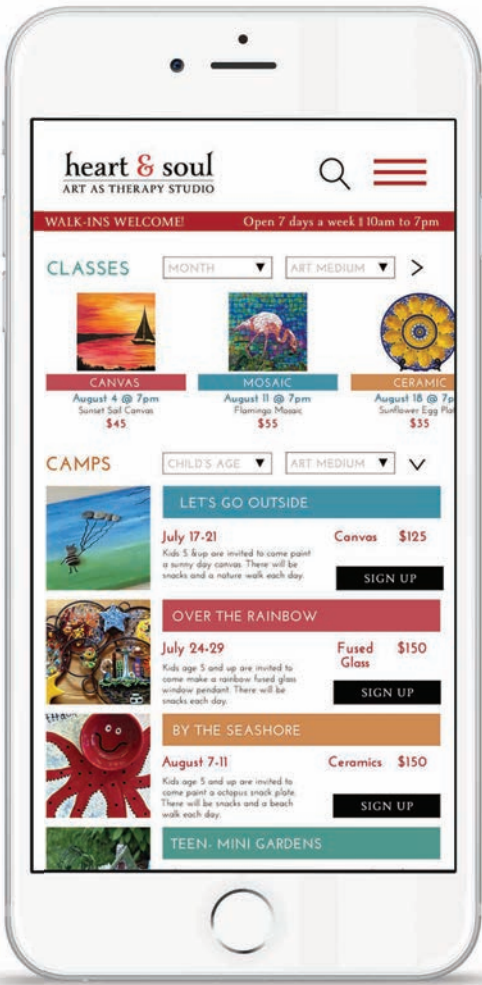 heart & soul
ART AS THERAPY STUDIO
WALK-INS WELCOME! Open 7 days a week || 10am to 7pm
CLASSES MONTH ART MEDIUM
CANVAS MOSAIC CERAMIC
August 4 @ 7pm August 11 @ 7pm August 18 @ 7p
Sunset Sail Canvas Flamingo Mosaic Sunflower Egg Pla
$45 $55 $35
CAMPS CHILD'S AGE ART MEDIUM
LET'S GO OUTSIDE
July 17-21 Canvas $125
Kids 5 &up are invited to come paint
a sunny day canvas. There will be
snacks and a nature walk each day.
SIGN UP
OVER THE RAINBOW
July 24-29 Fused Glass $150
Kids age 5 and up are invited to
come make a rainbow fused glass
window pendant. There will be
snacks each day.
SIGN UP
BY THE SEASHORE
August 7-11 Ceramics $150
Kids age 5 and up are invited to
come paint a octopus snack plate.
There will be snacks and a beach
walk each day.
SIGN UP
TEEN- MINI GARDENS